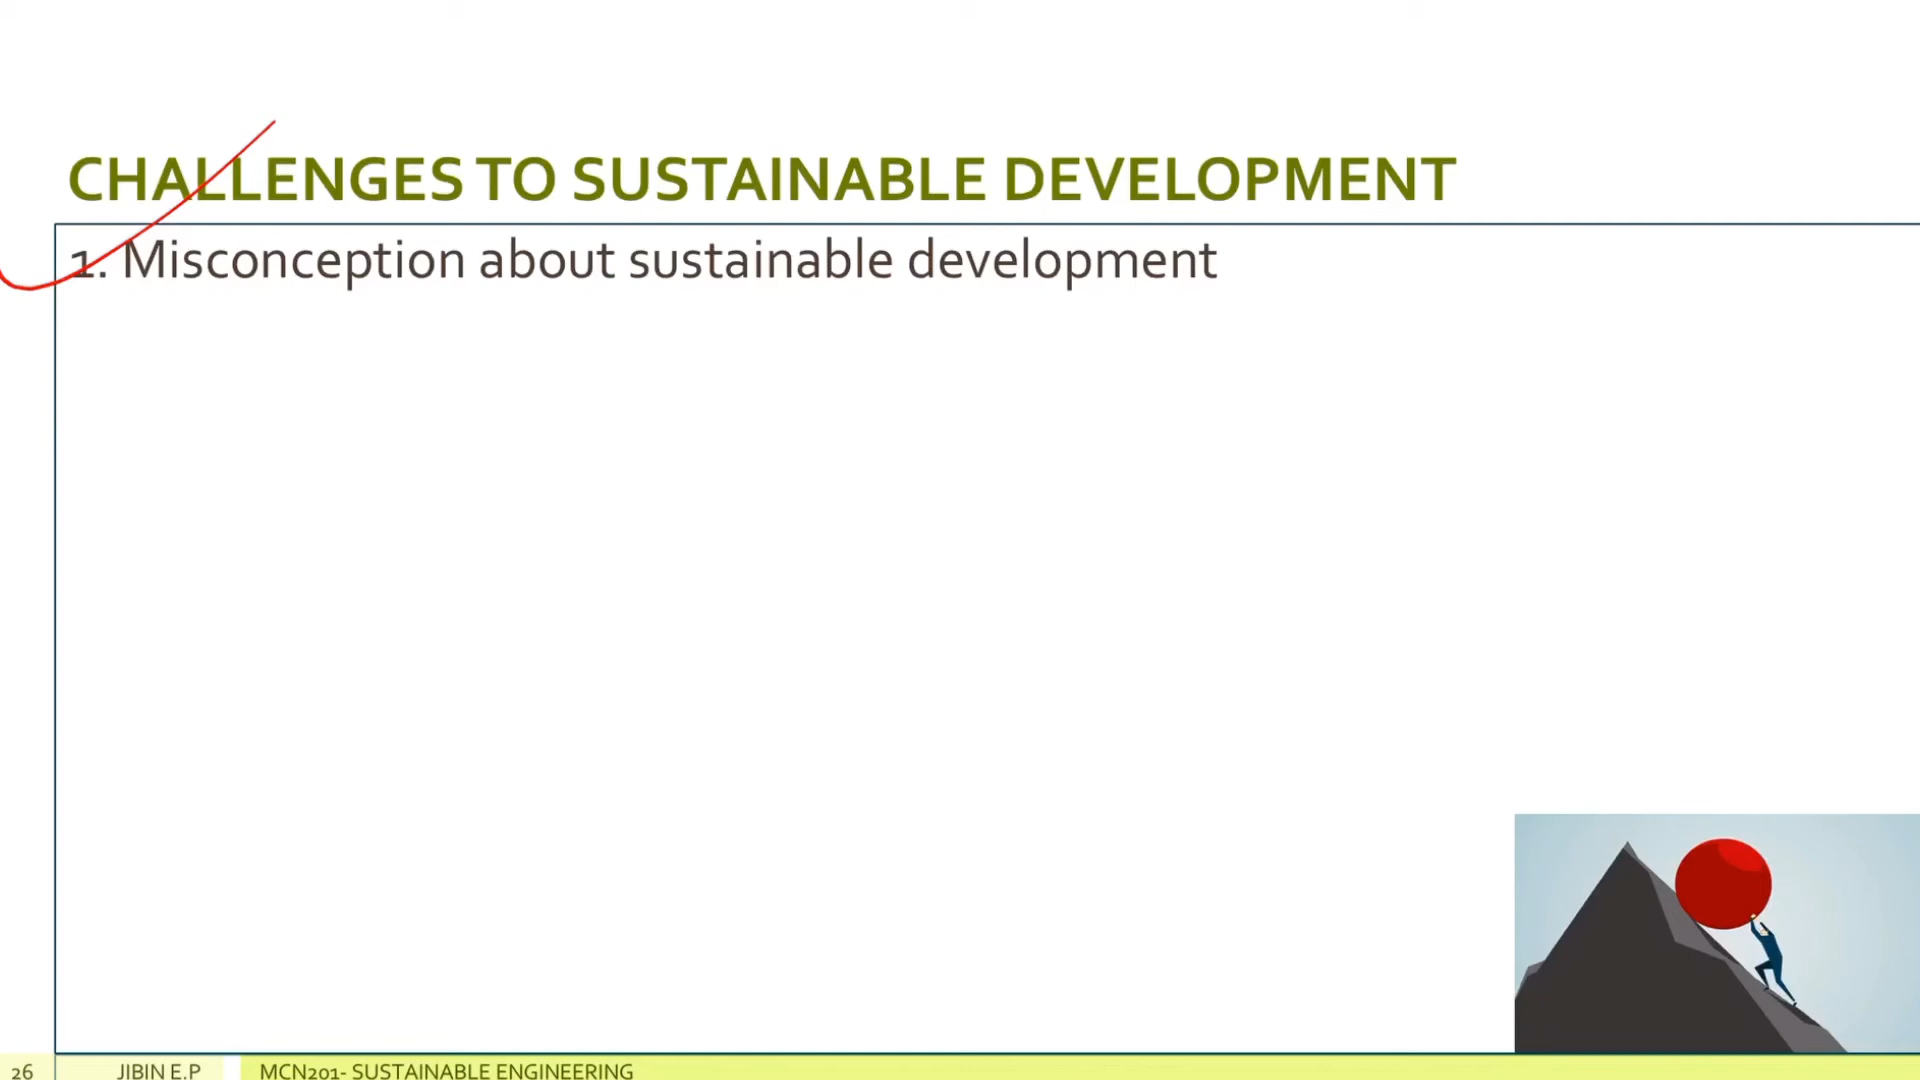 CHALLENGES TO SUSTAINABLE DEVELOPMENT
1. Misconception about sustainable development
26 JIBIN E.P MCN201- SUSTAINABLE ENGINEERING